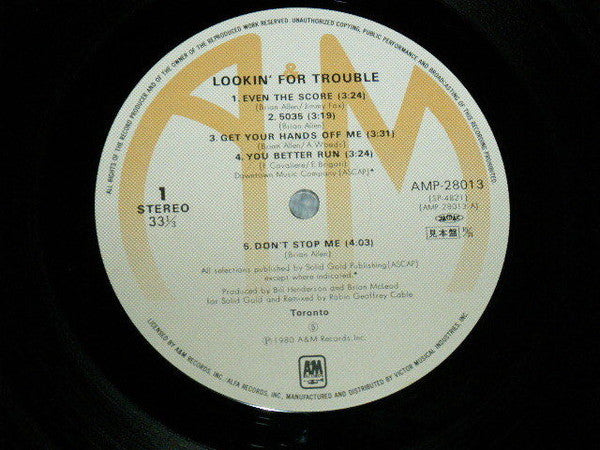 ALL RIGHTS OF THE RECORD PRODUCER AND OF THE OWNER OF THE REPRODUCED WORK RESERVED. UNAUTHORIZED COPYING, PUBLIC PERFORMANCE AND BROADCASTING OF THIS RECORDING PROHIBITED.
A&M
LOOKIN' FOR TROUBLE
1. EVEN THE SCORE (3:24)
(Brian Allen/Jimmy Fox)
2. 5035 (3:19)
(Brian Allen)
3. GET YOUR HANDS OFF ME (3:31)
(Brian Allen/A. Woods)
4. YOU BETTER RUN (3:24)
(F. Cavaliere/E. Brigati)
Downtown Music Company [ASCAP]*
1
STEREO
33⅓
AMP-28013
[SP-4821]
[AMP-28013-A]
見本盤
5. DON'T STOP ME (4:03)
(Brian Allen)
All selections published by Solid Gold Publishing[ASCAP]
except where indicated.*
Produced by Bill Henderson and Brian McLeod
for Solid Gold and Remixed by Robin Geoffrey Cable
Toronto
Ⓢ
Ⓟ1980 A&M Records, Inc.
A&M
LICENSED BY A&M RECORDS, INC., /ALFA RECORDS, INC., MANUFACTURED AND DISTRIBUTED BY VICTOR MUSICAL INDUSTRIES, INC.